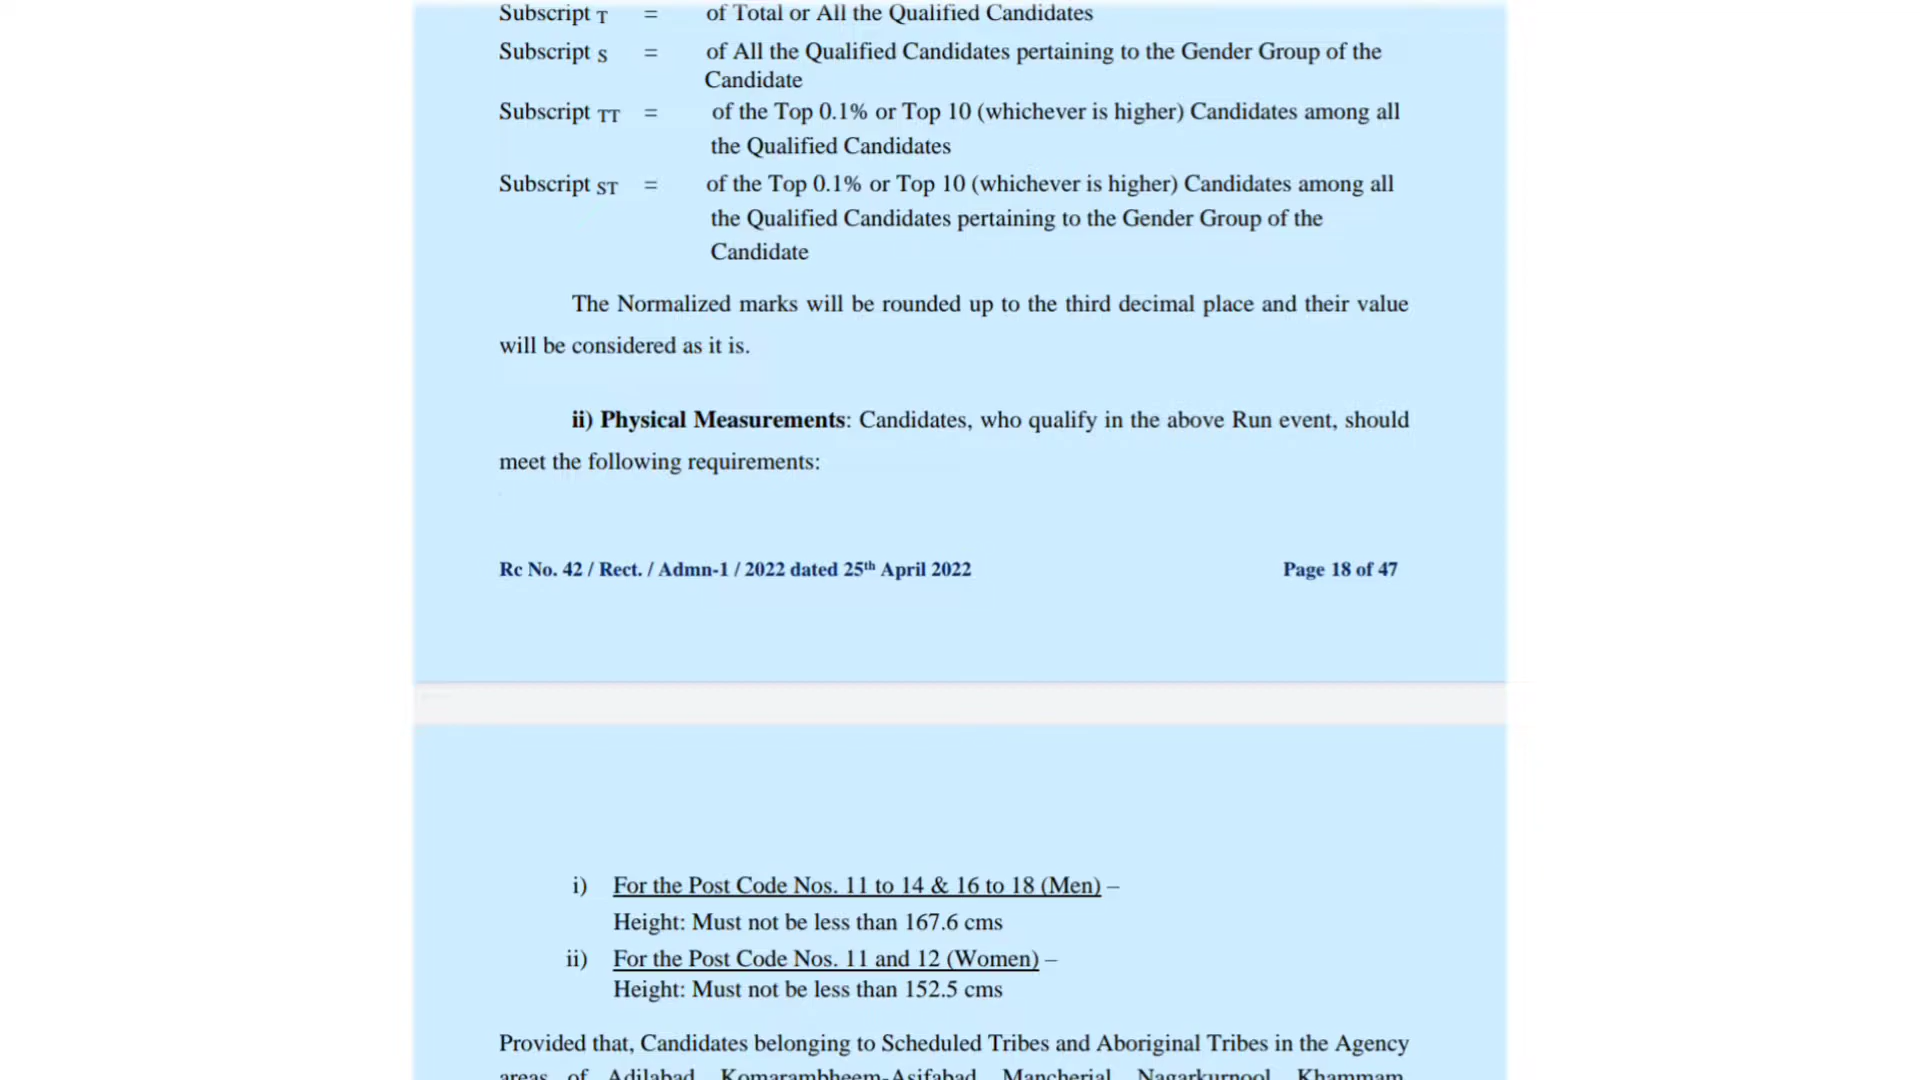 Subscript T = of Total or All the Qualified Candidates
Subscript S = of All the Qualified Candidates pertaining to the Gender Group of the
Candidate
Subscript TT = of the Top 0.1% or Top 10 (whichever is higher) Candidates among all
the Qualified Candidates
Subscript ST = of the Top 0.1% or Top 10 (whichever is higher) Candidates among all
the Qualified Candidates pertaining to the Gender Group of the
Candidate
The Normalized marks will be rounded up to the third decimal place and their value
will be considered as it is.
ii) Physical Measurements: Candidates, who qualify in the above Run event, should
meet the following requirements:
Rc No. 42 / Rect. / Admn-1 / 2022 dated 25th April 2022 Page 18 of 47
i) For the Post Code Nos. 11 to 14 & 16 to 18 (Men) –
Height: Must not be less than 167.6 cms
ii) For the Post Code Nos. 11 and 12 (Women) –
Height: Must not be less than 152.5 cms
Provided that, Candidates belonging to Scheduled Tribes and Aboriginal Tribes in the Agency
areas of Adilabad, Komarambheem-Asifabad, Mancherial, Nagarkurnool, Khammam,